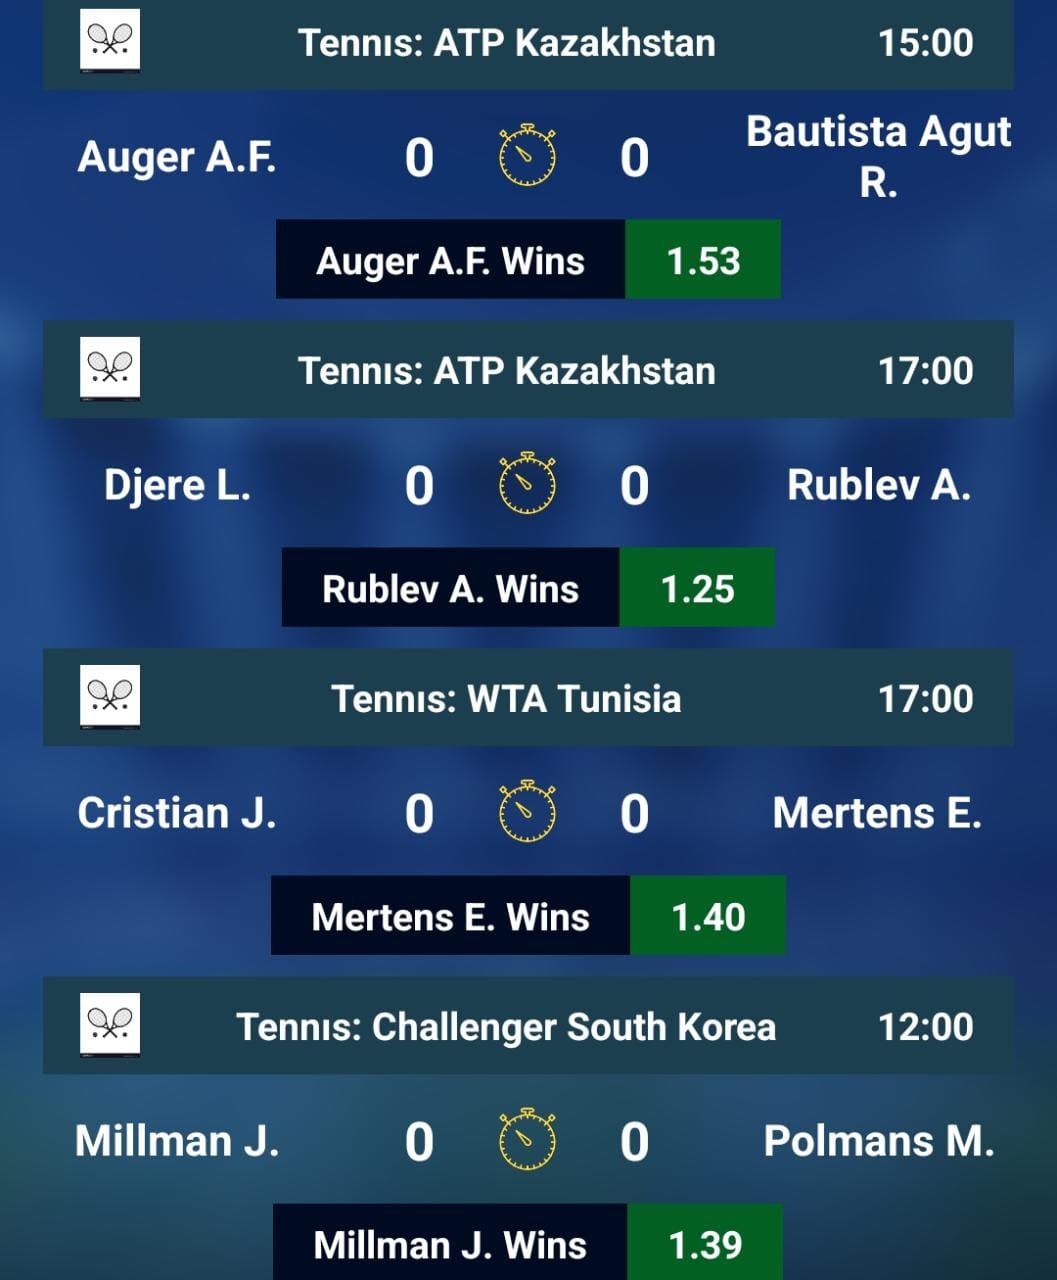 Tennıs: ATP Kazakhstan 15:00
Auger A.F. 0 0 Bautista Agut R.
Auger A.F. Wins 1.53
Tennıs: ATP Kazakhstan 17:00
Djere L. 0 0 Rublev A.
Rublev A. Wins 1.25
Tennıs: WTA Tunisia 17:00
Cristian J. 0 0 Mertens E.
Mertens E. Wins 1.40
Tennıs: Challenger South Korea 12:00
Millman J. 0 0 Polmans M.
Millman J. Wins 1.39